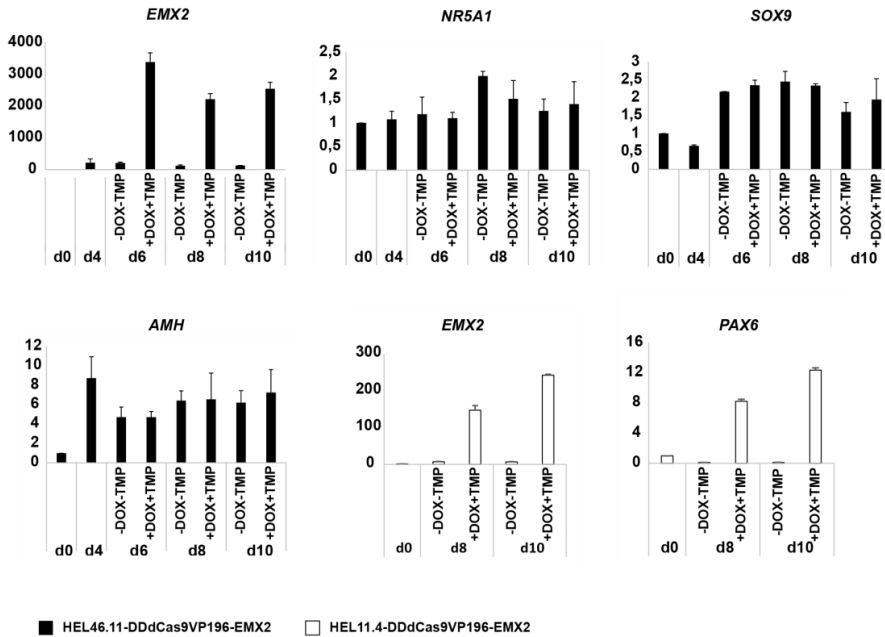 EMX2
4000
3000
2000
1000
0
-DOX-TMP
+DOX+TMP
-DOX-TMP
+DOX+TMP
-DOX-TMP
+DOX+TMP
d0 d4 d6 d8 d10
NR5A1
2,5
2
1,5
1
0,5
0
-DOX-TMP
+DOX+TMP
-DOX-TMP
+DOX+TMP
-DOX-TMP
+DOX+TMP
d0 d4 d6 d8 d10
SOX9
3
2,5
2
1,5
1
0,5
0
-DOX-TMP
+DOX+TMP
-DOX-TMP
+DOX+TMP
-DOX-TMP
+DOX+TMP
d0 d4 d6 d8 d10
AMH
12
10
8
6
4
2
0
-DOX-TMP
+DOX+TMP
-DOX-TMP
+DOX+TMP
-DOX-TMP
+DOX+TMP
d0 d4 d6 d8 d10
EMX2
300
200
100
0
-DOX-TMP
+DOX+TMP
-DOX-TMP
+DOX+TMP
d0 d8 d10
PAX6
16
12
8
4
0
-DOX-TMP
+DOX+TMP
-DOX-TMP
+DOX+TMP
d0 d8 d10
HEL46.11-DDdCas9VP196-EMX2 HEL11.4-DDdCas9VP196-EMX2